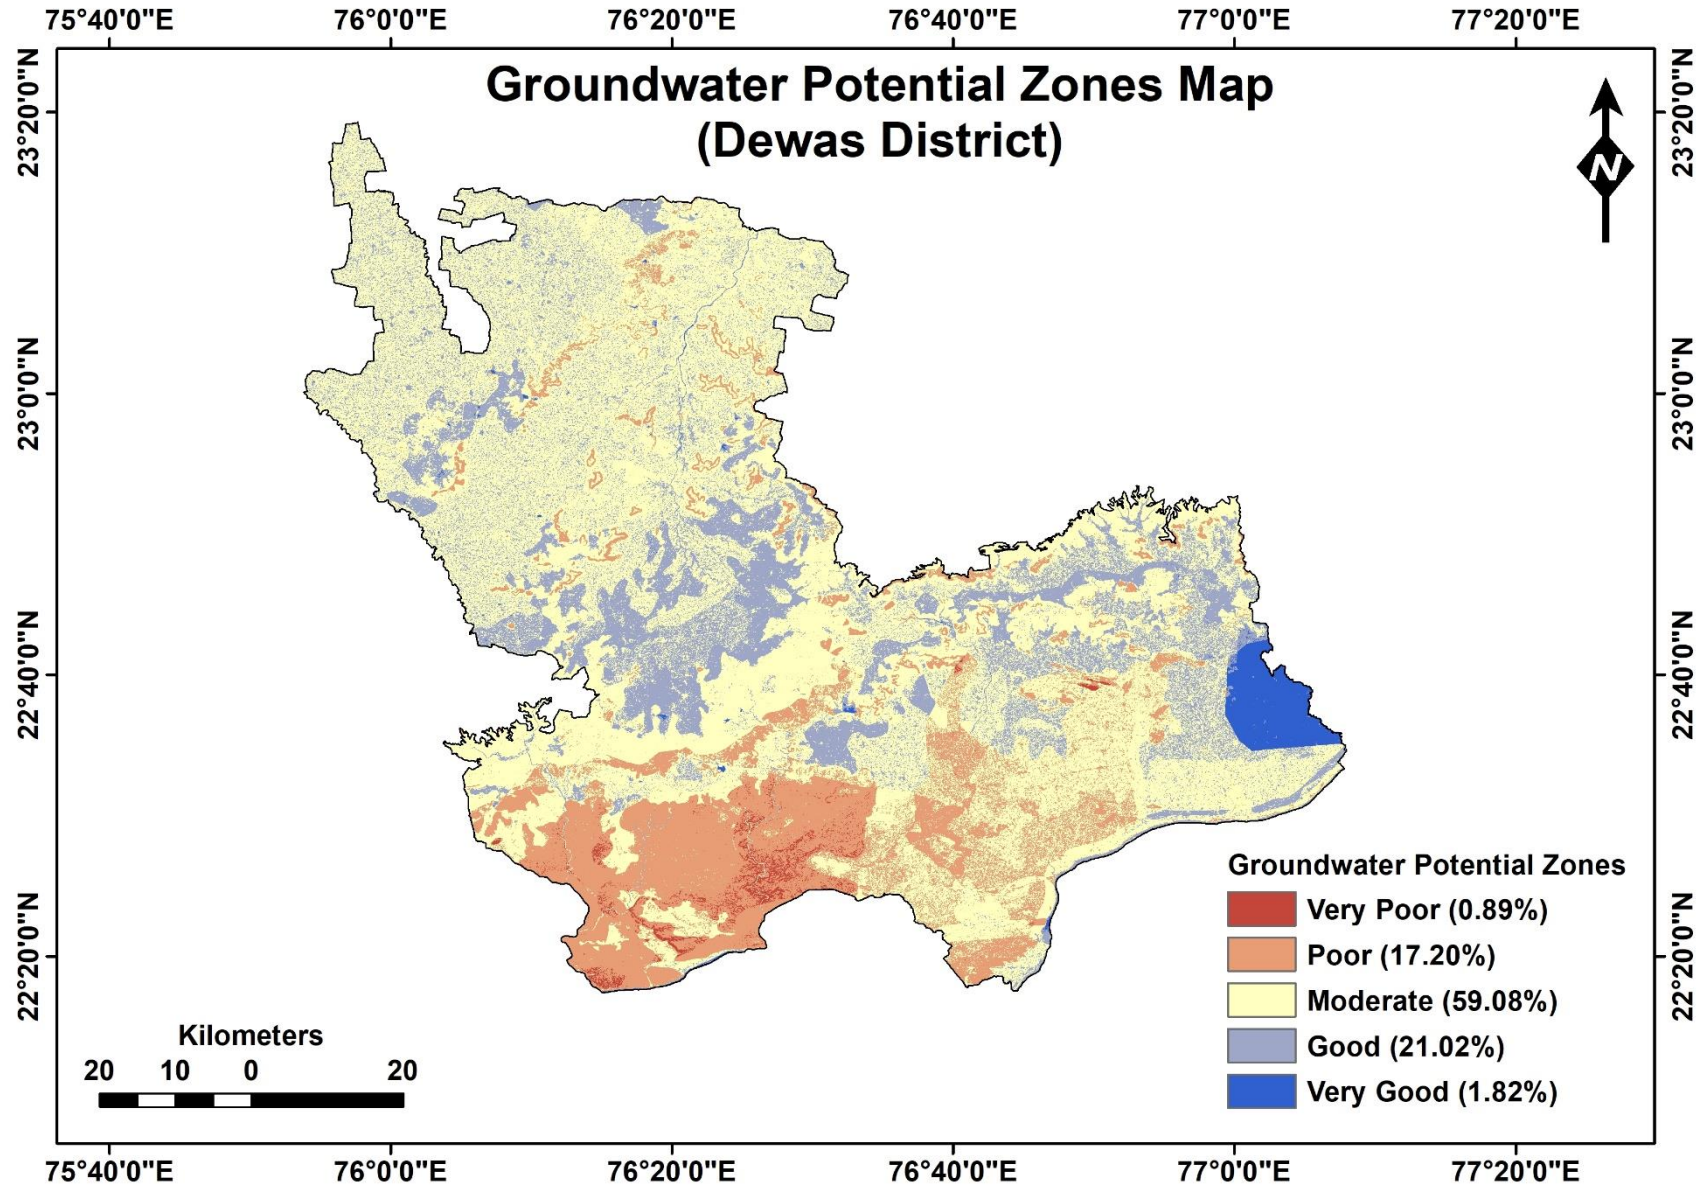 75°40'0"E 76°0'0"E 76°20'0"E 76°40'0"E 77°0'0"E 77°20'0"E
Groundwater Potential Zones Map
(Dewas District)
N
23°20'0"N 23°20'0"N
23°0'0"N 23°0'0"N
22°40'0"N 22°40'0"N
22°20'0"N 22°20'0"N
Groundwater Potential Zones
Very Poor (0.89%)
Poor (17.20%)
Moderate (59.08%)
Good (21.02%)
Very Good (1.82%)
Kilometers
20 10 0 20
75°40'0"E 76°0'0"E 76°20'0"E 76°40'0"E 77°0'0"E 77°20'0"E